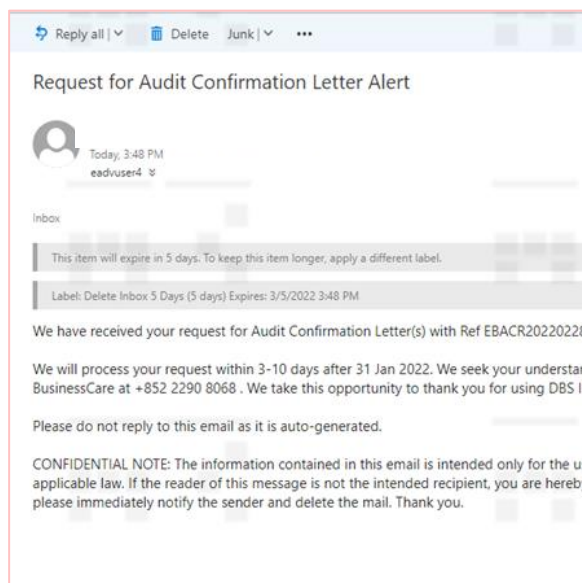 Reply all | Delete Junk | ...
Request for Audit Confirmation Letter Alert
Today, 3:48 PM
eadvuser4
Inbox
This item will expire in 5 days. To keep this item longer, apply a different label.
Label: Delete Inbox 5 Days (5 days) Expires: 3/5/2022 3:48 PM
We have received your request for Audit Confirmation Letter(s) with Ref EBACR20220228
We will process your request within 3-10 days after 31 Jan 2022. We seek your understan
BusinessCare at +852 2290 8068 . We take this opportunity to thank you for using DBS I
Please do not reply to this email as it is auto-generated.
CONFIDENTIAL NOTE: The information contained in this email is intended only for the u
applicable law. If the reader of this message is not the intended recipient, you are hereby
please immediately notify the sender and delete the mail. Thank you.